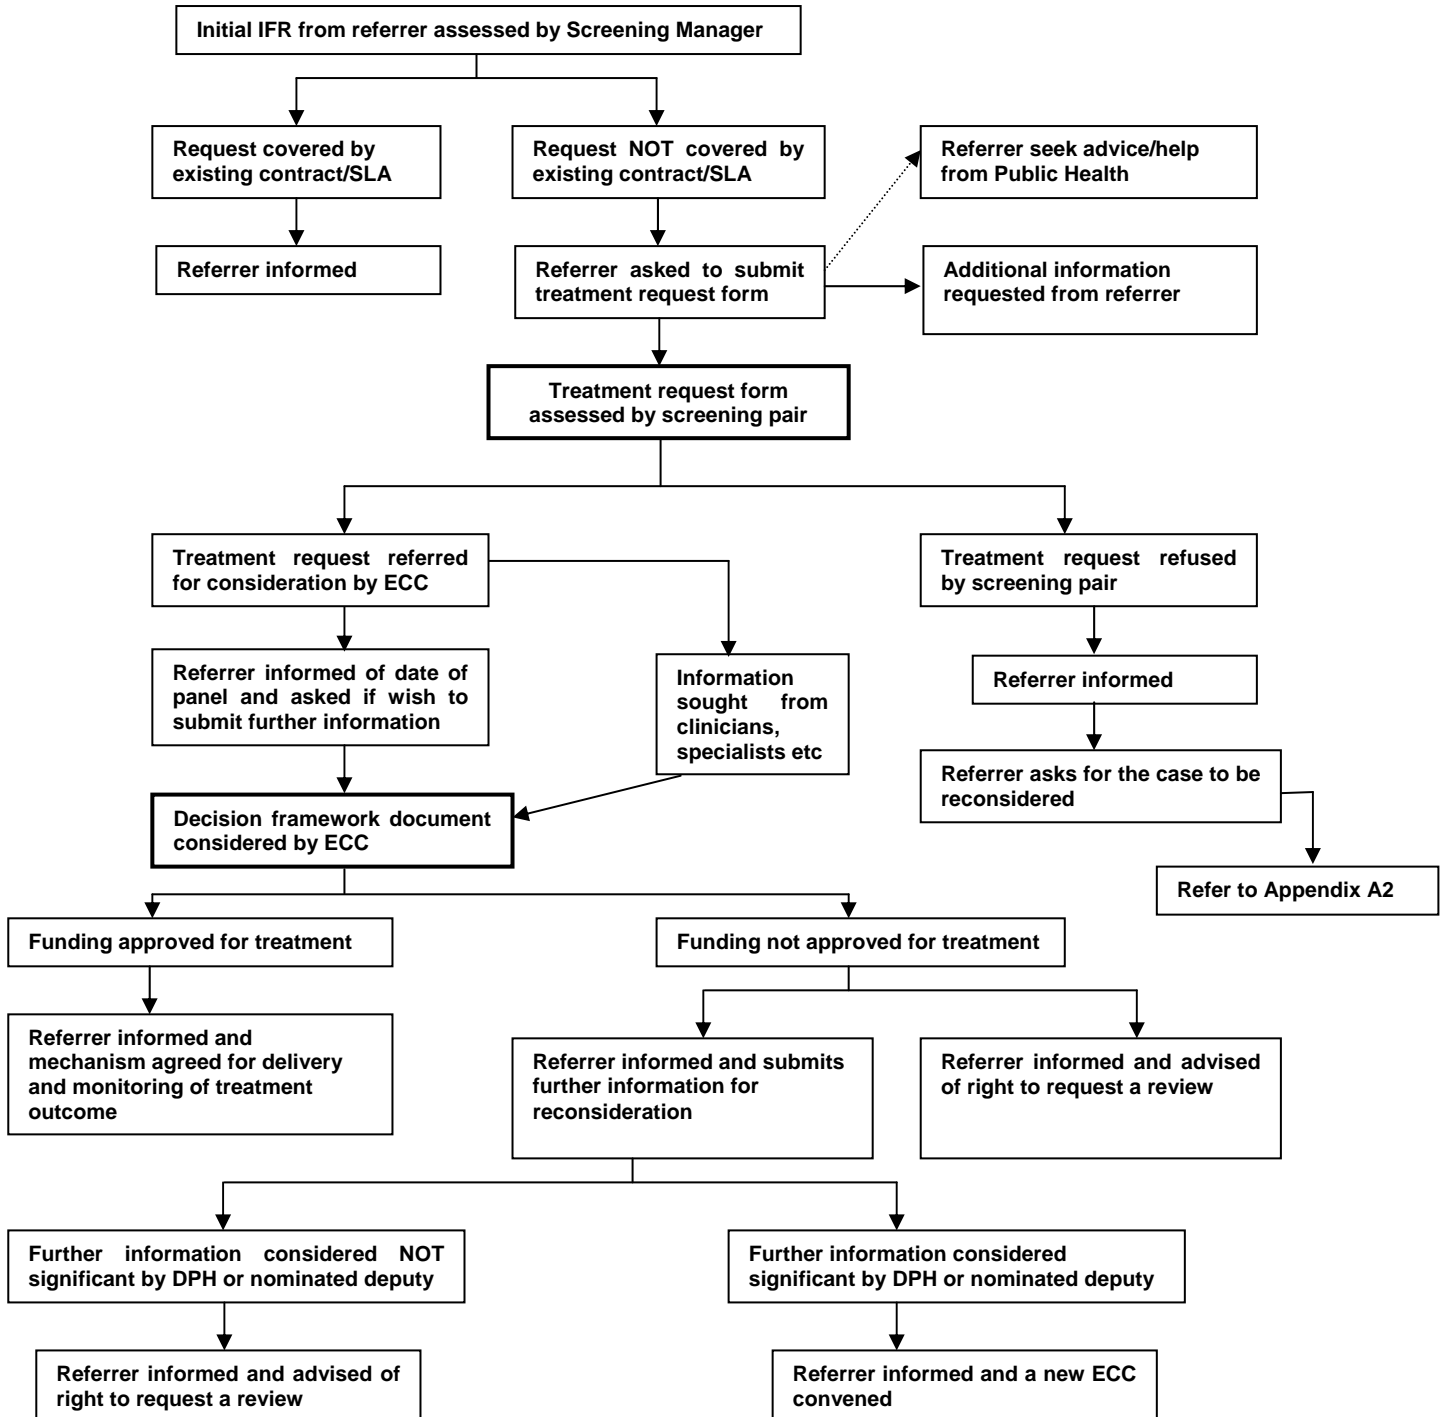 Initial IFR from referrer assessed by Screening Manager
Request covered by
existing contract/SLA
Request NOT covered by
existing contract/SLA
Referrer seek advice/help
from Public Health
Referrer informed
Referrer asked to submit
treatment request form
Additional information
requested from referrer
Treatment request form
assessed by screening pair
Treatment request referred
for consideration by ECC
Treatment request refused
by screening pair
Referrer informed of date of
panel and asked if wish to
submit further information
Information
sought from
clinicians,
specialists etc
Referrer informed
Referrer asks for the case to be
reconsidered
Decision framework document
considered by ECC
Refer to Appendix A2
Funding approved for treatment
Funding not approved for treatment
Referrer informed and
mechanism agreed for delivery
and monitoring of treatment
outcome
Referrer informed and submits
further information for
reconsideration
Referrer informed and advised
of right to request a review
Further information considered NOT
significant by DPH or nominated deputy
Further information considered
significant by DPH or nominated deputy
Referrer informed and advised of
right to request a review
Referrer informed and a new ECC
convened